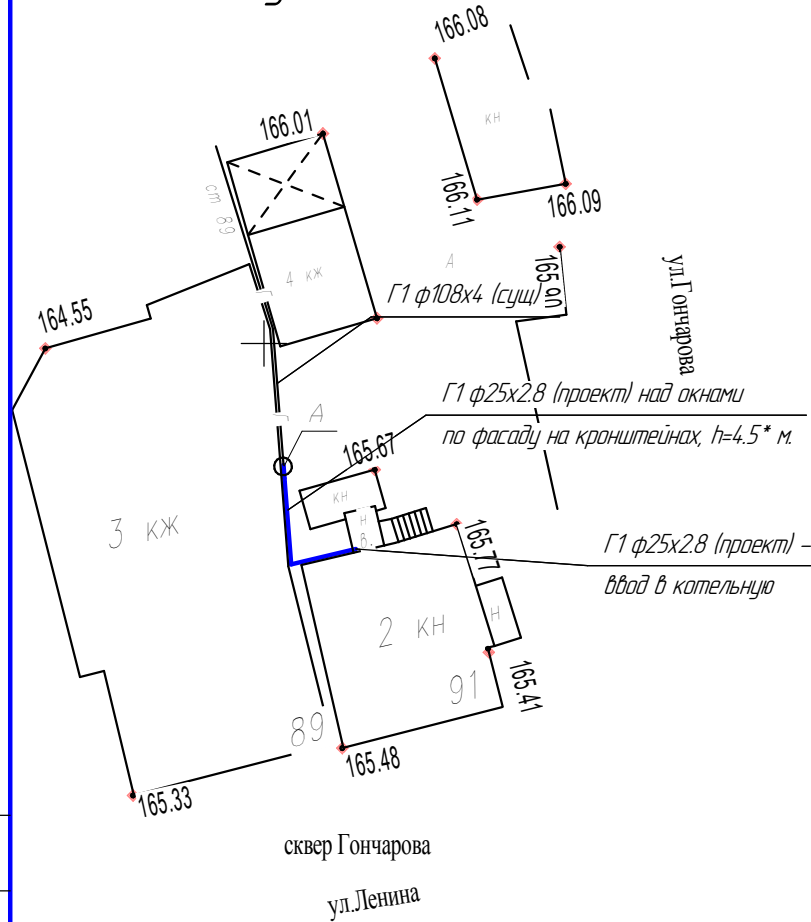 166.08
кн
166.01
166.11
166.09
ст 89
4 кж
А
165.90
ул.Гончарова
Г1 ф108х4 (сущ)
164.55
Г1 ф25х2.8 (проект) над окнами
по фасаду на кронштейнах, h=4.5* м.
А
165.67
кн
3 кж
н
в.
165.77
Г1 ф25х2.8 (проект) –
ввод в котельную
2 кн
н
91
165.41
89
165.48
165.33
сквер Гончарова
ул.Ленина